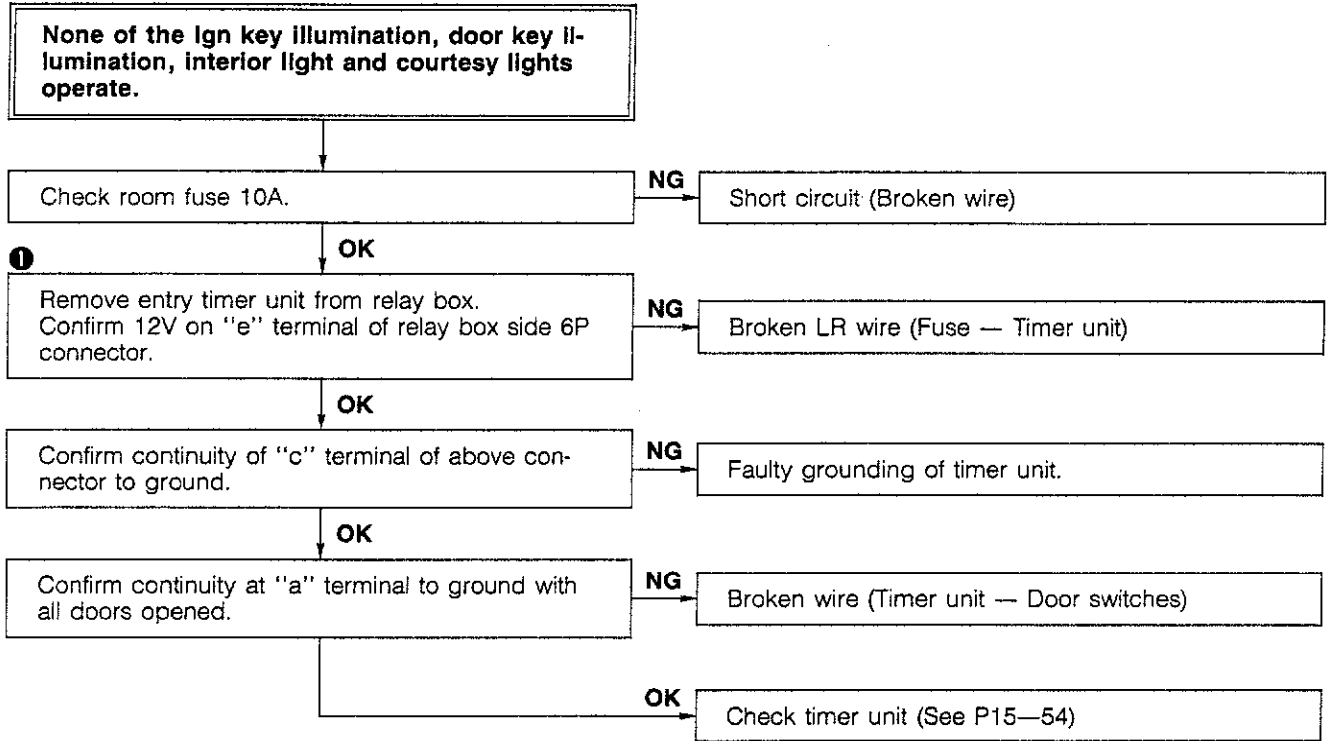 None of the Ign key illumination, door key il-
lumination, interior light and courtesy lights
operate.
Check room fuse 10A.
NG
Short circuit (Broken wire)
OK
❶
Remove entry timer unit from relay box.
Confirm 12V on "e" terminal of relay box side 6P
connector.
NG
Broken LR wire (Fuse — Timer unit)
OK
Confirm continuity of "c" terminal of above con-
nector to ground.
NG
Faulty grounding of timer unit.
OK
Confirm continuity at "a" terminal to ground with
all doors opened.
NG
Broken wire (Timer unit — Door switches)
OK
Check timer unit (See P15—54)